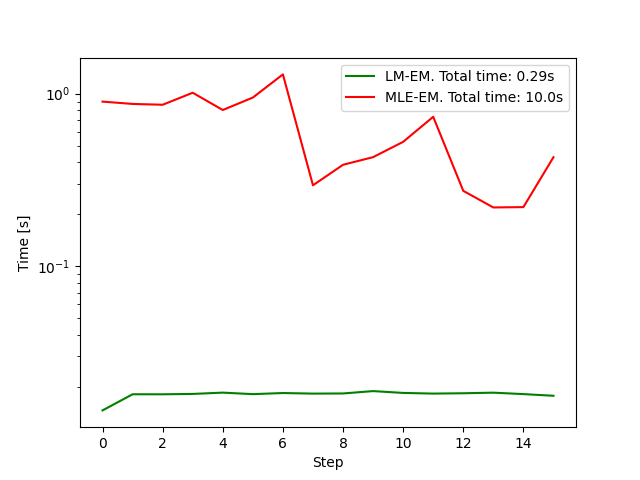 LM-EM. Total time: 0.29s
MLE-EM. Total time: 10.0s
Time [s]
10⁰
10⁻¹
0 2 4 6 8 10 12 14
Step